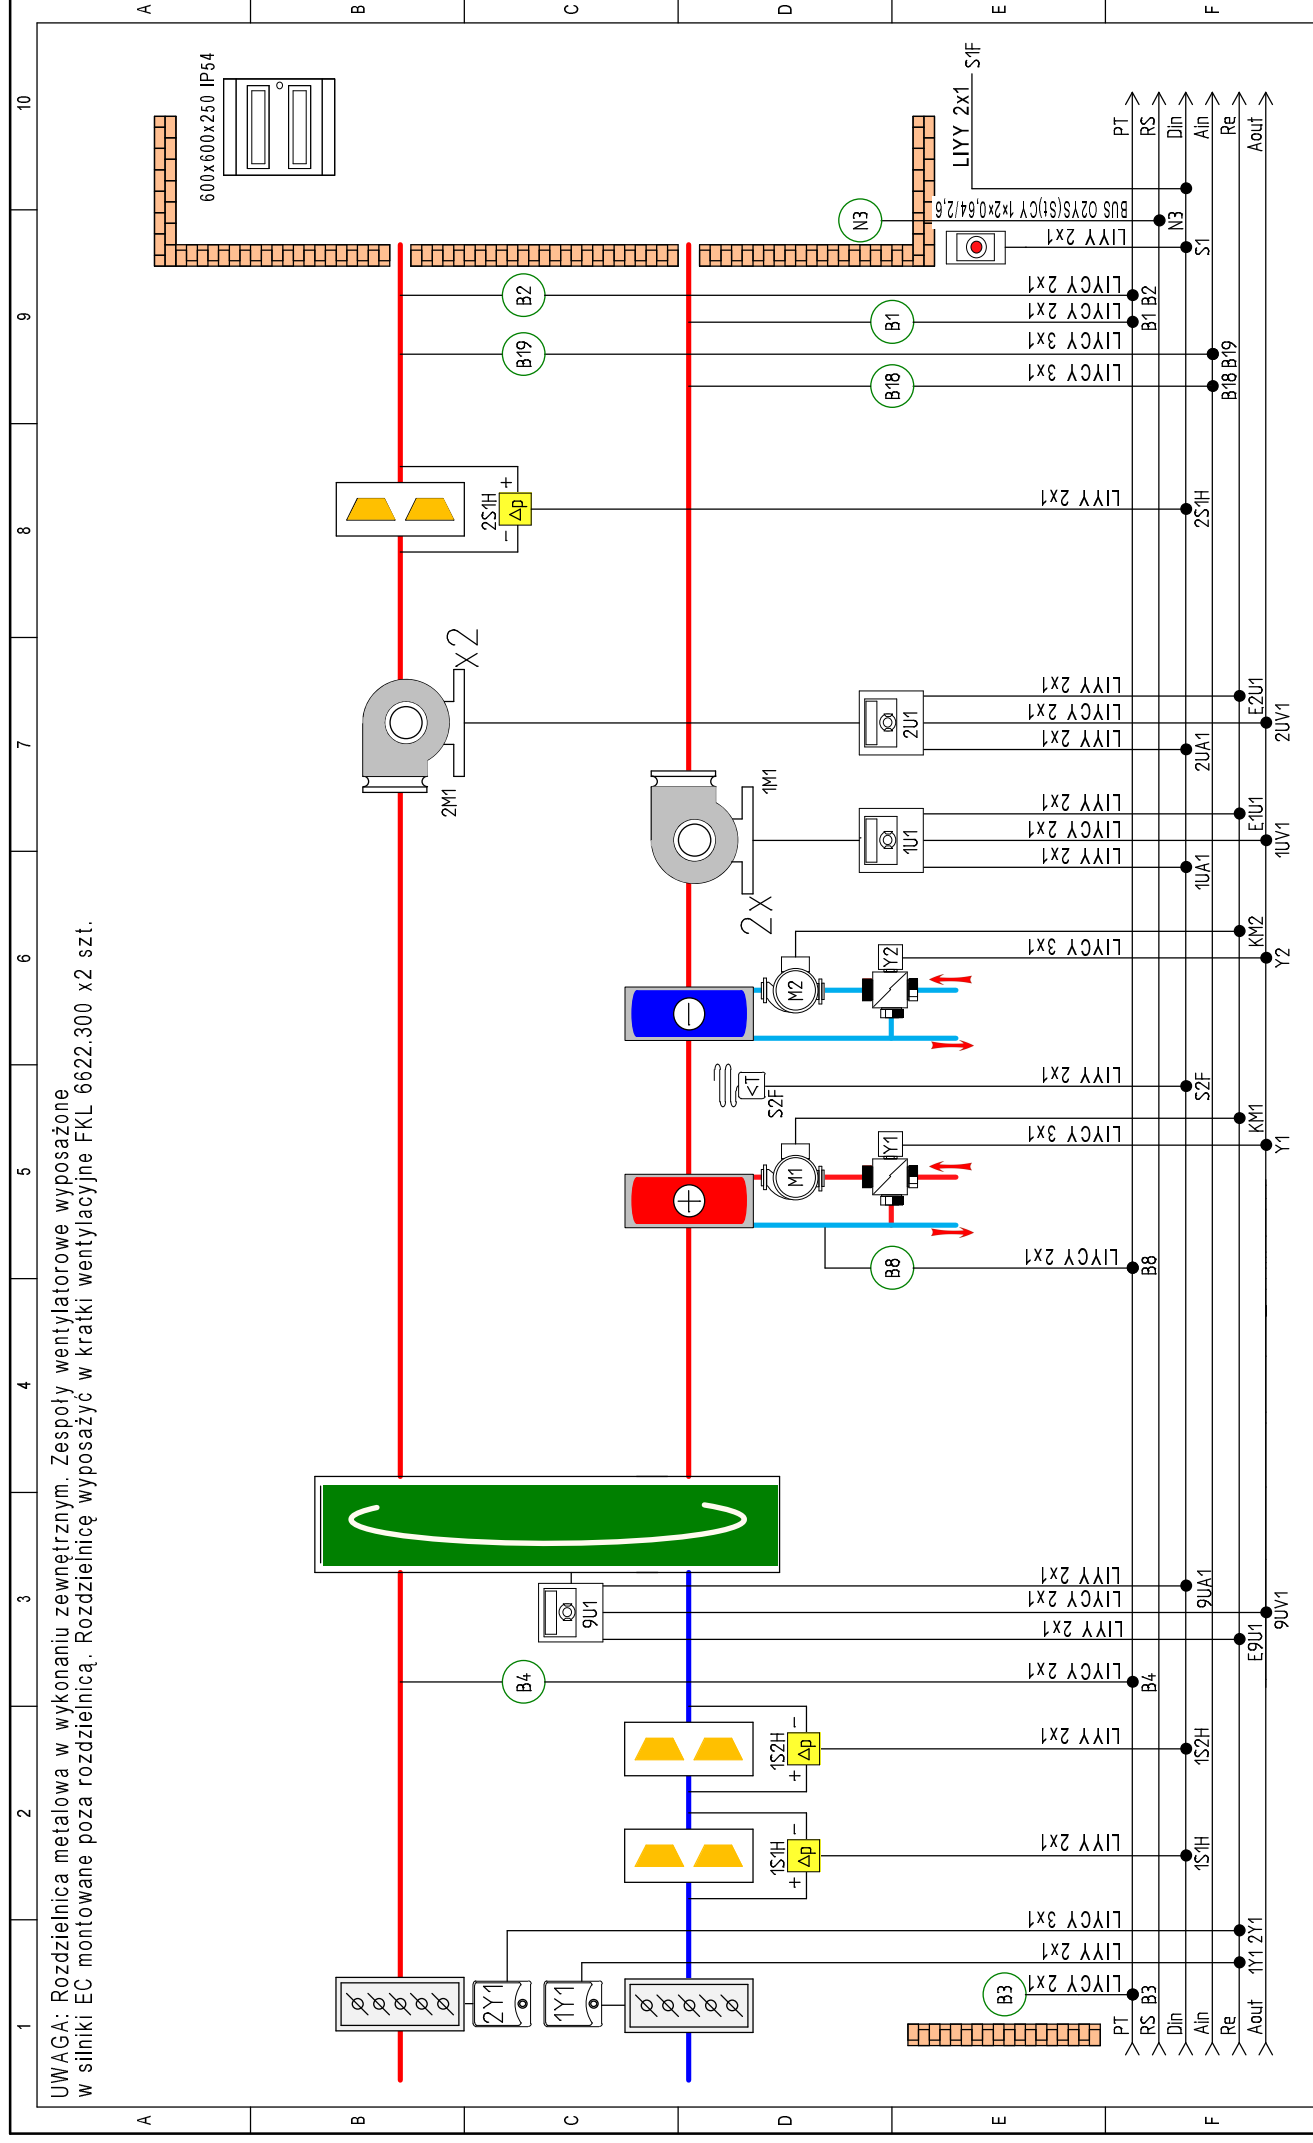 UWAGA: Rozdzielnica metalowa w wykonaniu zewnętrznym. Zespoły wentylatorowe wyposażone
w silniki EC montowane poza rozdzielnicą. Rozdzielnicę wyposażyć w kratki wentylacyjne FKL 6622.300 x2 szt.
1 2 3 4 5 6 7 8 9 10
A
B
C
D
E
F
A
B
C
D
E
F
600x600x250 IP54
2M1
x2
2S1H
- Δp +
B19
B2
2Y1
1Y1
B4
9U1
1S1H
+ Δp -
1S2H
+ Δp -
2x
1M1
M1
S2F
<T
M2
B8
Y1
Y2
1U1
2U1
B18
B1
N3
B3
LIYY 2x1 S1F
LIYCY 2x1
LIYY 2x1
LIYCY 3x1
LIYY 2x1
LIYY 2x1
LIYCY 2x1
LIYY 2x1
LIYCY 2x1
LIYY 2x1
LIYCY 2x1
LIYCY 3x1
LIYY 2x1
LIYCY 3x1
LIYY 2x1
LIYCY 2x1
LIYY 2x1
LIYY 2x1
LIYCY 2x1
LIYY 2x1
LIYY 2x1
LIYCY 3x1
LIYCY 3x1
LIYCY 2x1
LIYCY 2x1
LIYY 2x1
BUS O2YS(St)CY 1x2x0,64/2,6
PT
RS
Din
Ain
Re
Aout
PT
RS
Din
Ain
Re
Aout
B3
B4
B8
B1
B2
N3
1S1H
1S2H
9UA1
S2F
1UA1
2UA1
2S1H
S1
B18
B19
1Y1
2Y1
E9U1
KM1
KM2
E1U1
E2U1
9UV1
Y1
Y2
1UV1
2UV1